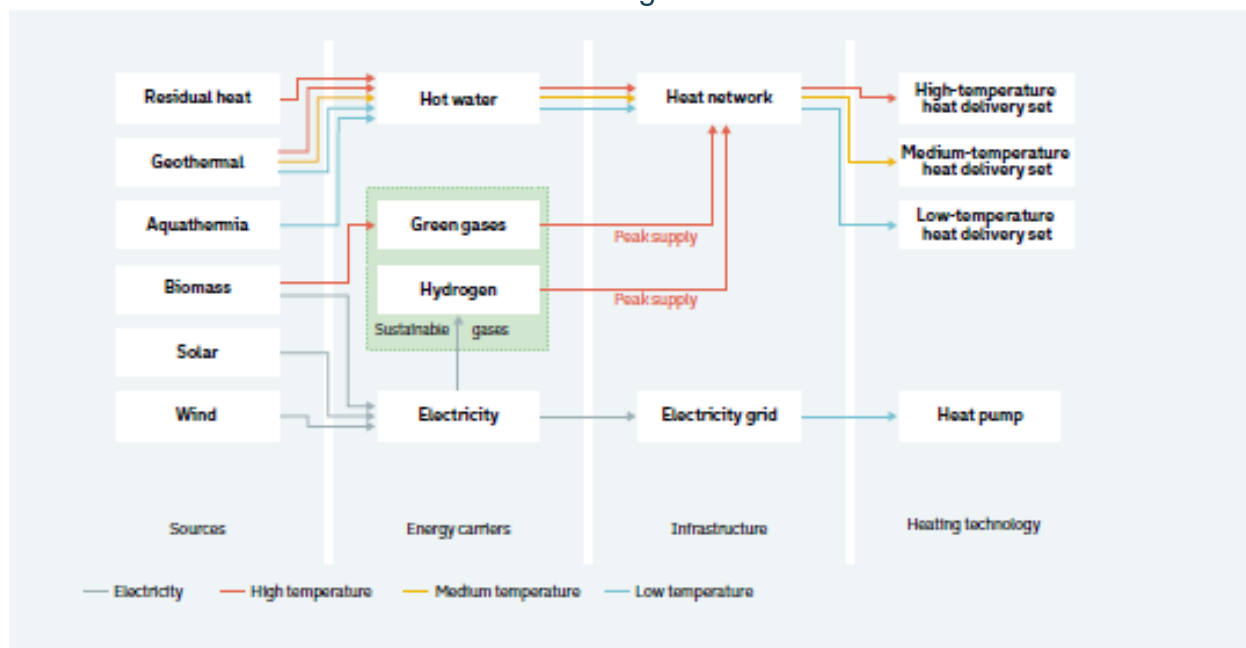 Residual heat
Hot water
Heat network
High-temperature
heat delivery set
Geothermal
Medium-temperature
heat delivery set
Aquathermia
Green gases
Peak supply
Low-temperature
heat delivery set
Biomass
Hydrogen
Peak supply
Sustainable gases
Solar
Wind
Electricity
Electricity grid
Heat pump
Sources
Energy carriers
Infrastructure
Heating technology
Electricity
High temperature
Medium temperature
Low temperature